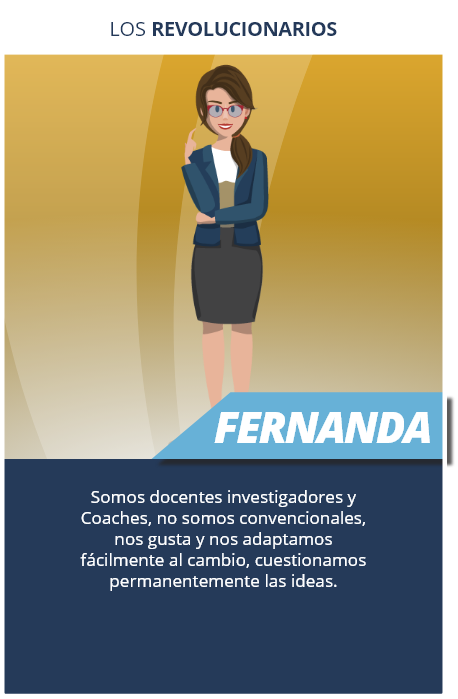 LOS REVOLUCIONARIOS
FERNANDA
Somos docentes investigadores y
Coaches, no somos convencionales,
nos gusta y nos adaptamos
fácilmente al cambio, cuestionamos
permanentemente las ideas.